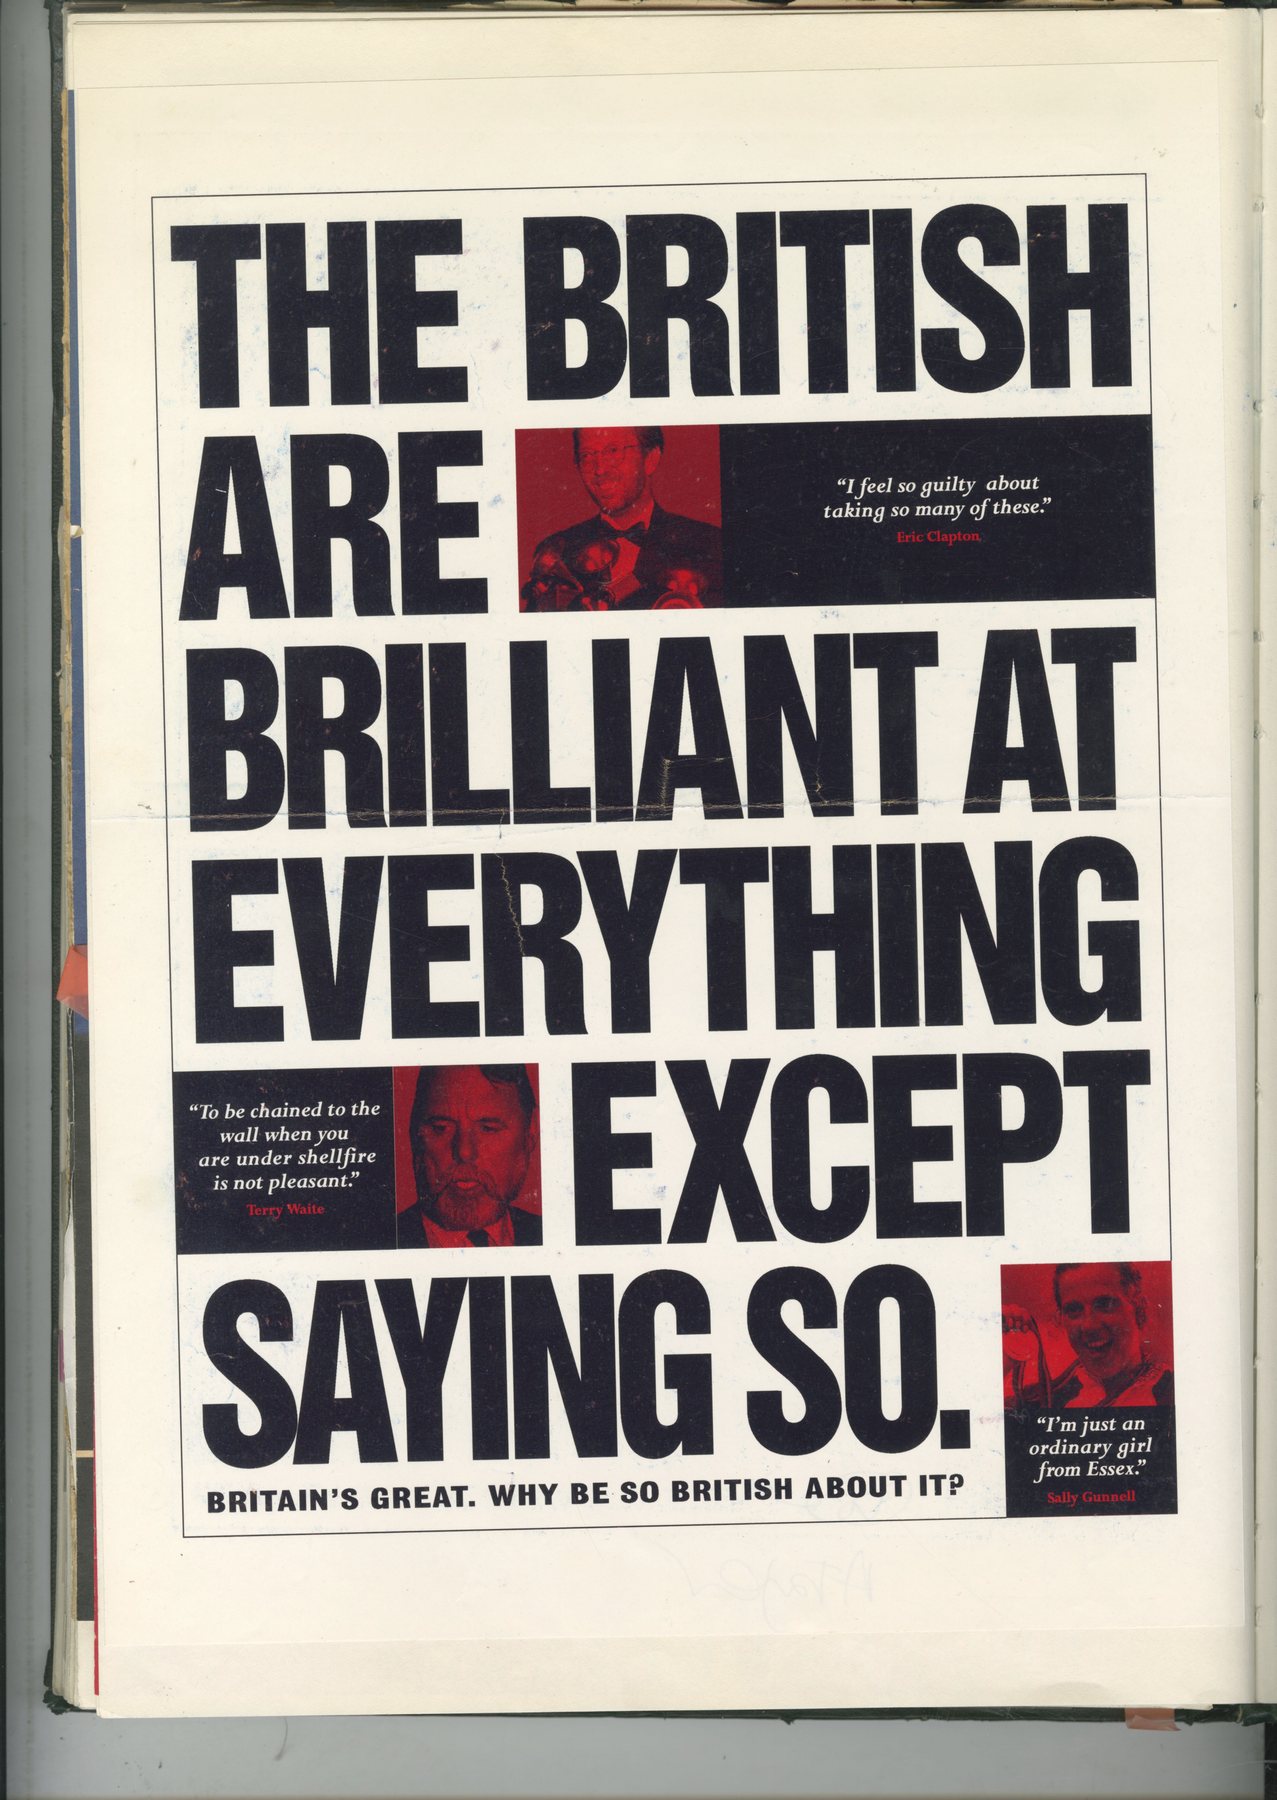 THE BRITISH
ARE
“I feel so guilty about
taking so many of these.”
Eric Clapton
BRILLIANT AT
EVERYTHING
“To be chained to the
wall when you
are under shellfire
is not pleasant.”
Terry Waite
EXCEPT
SAYING SO.
BRITAIN'S GREAT. WHY BE SO BRITISH ABOUT IT?
“I'm just an
ordinary girl
from Essex.”
Sally Gunnell